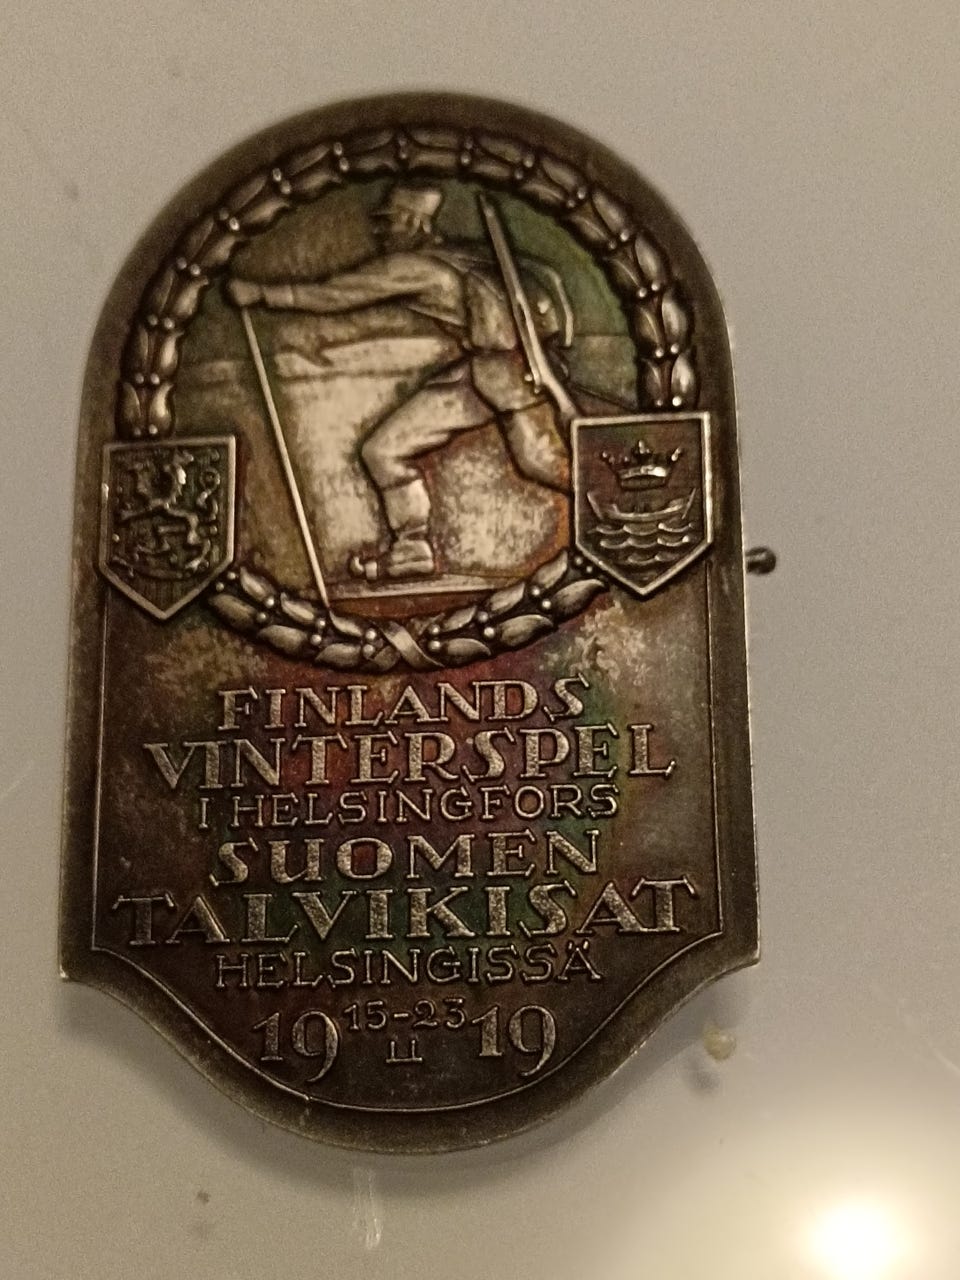 FINLANDS
VINTERSPEL
I HELSINGFORS
SUOMEN
TALVIKISAT
HELSINGISSÄ
19 15-23 19
II